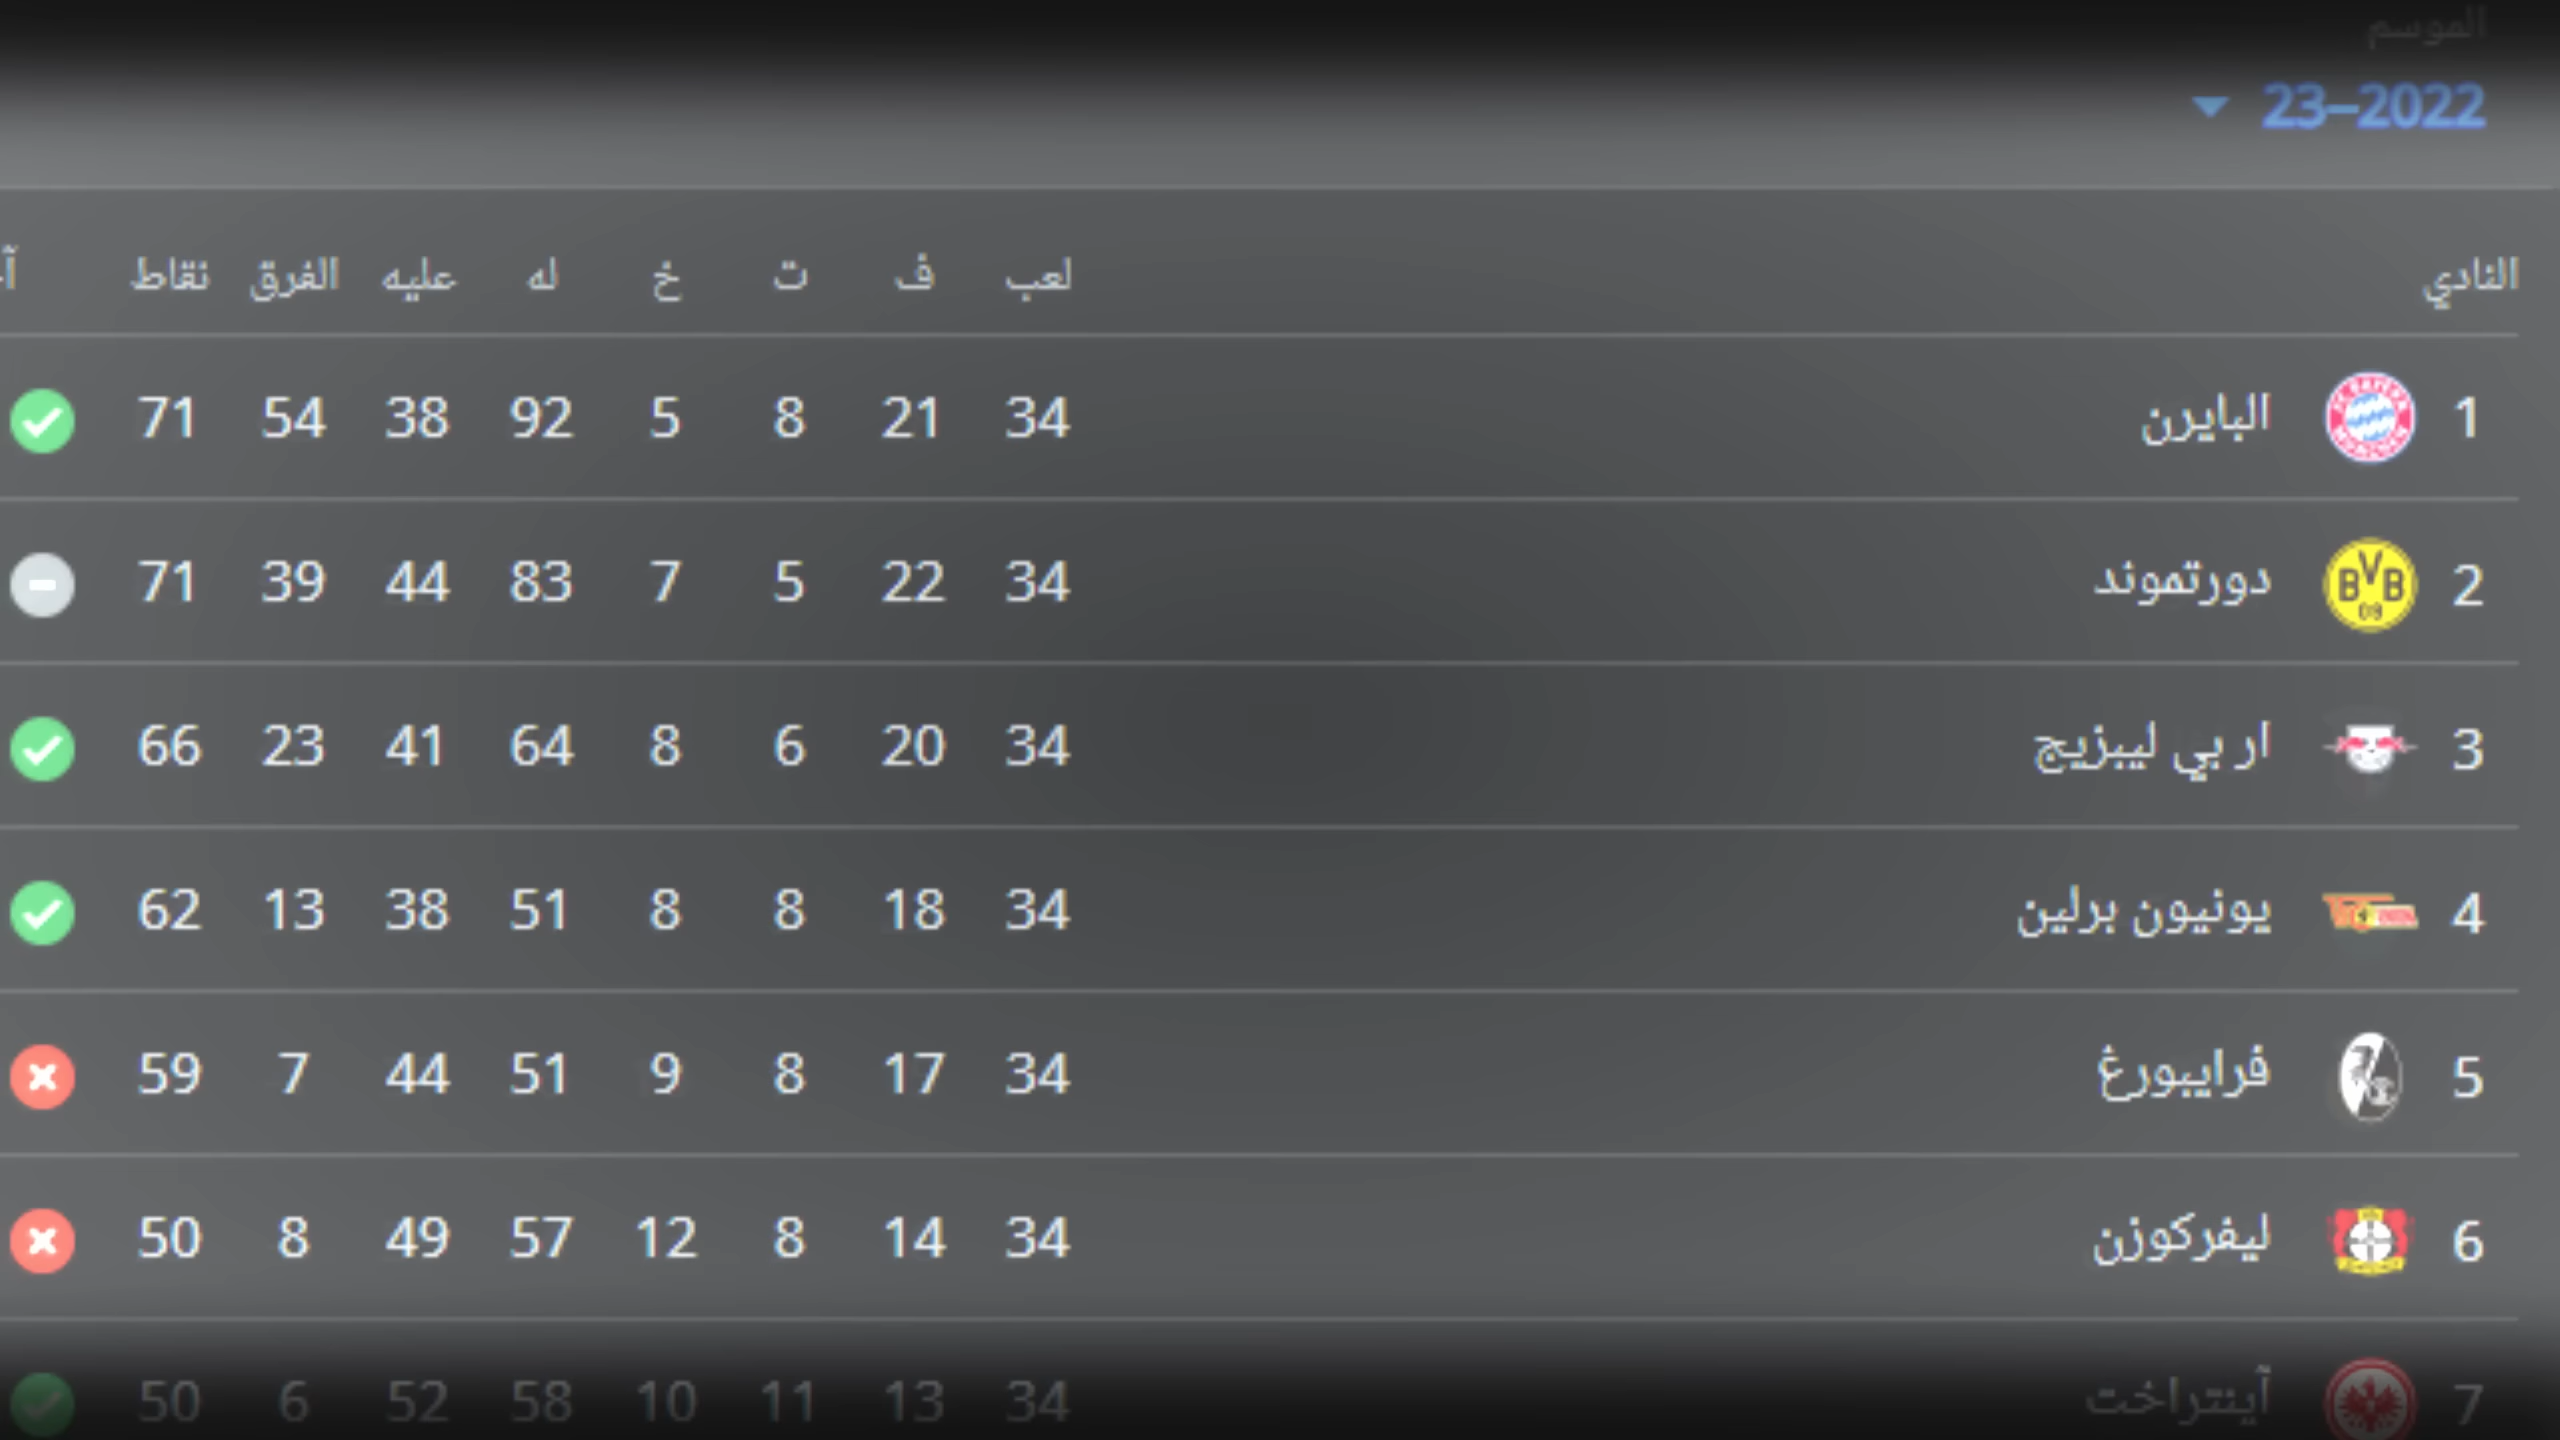 الموسم
2022–23
النادي لعب ف ت خ له عليه الفرق نقاط
1 البايرن 34 21 8 5 92 38 54 71
2 BVB 09 دورتموند 34 22 5 7 83 44 39 71
3 ار بي ليبزيج 34 20 6 8 64 41 23 66
4 يونيون برلين 34 18 8 8 51 38 13 62
5 فرايبورغ 34 17 8 9 51 44 7 59
6 ليفركوزن 34 14 8 12 57 49 8 50
7 آينتراخت 34 13 11 10 58 52 6 50